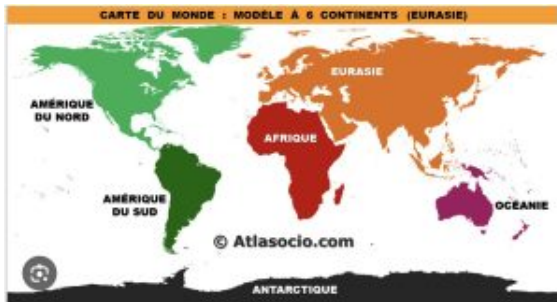 CARTE DU MONDE : MODÈLE À 6 CONTINENTS (EURASIE)
EURASIE
AMÉRIQUE
DU NORD
AFRIQUE
AMÉRIQUE
DU SUD
OCÉANIE
© Atlasocio.com
ANTARCTIQUE